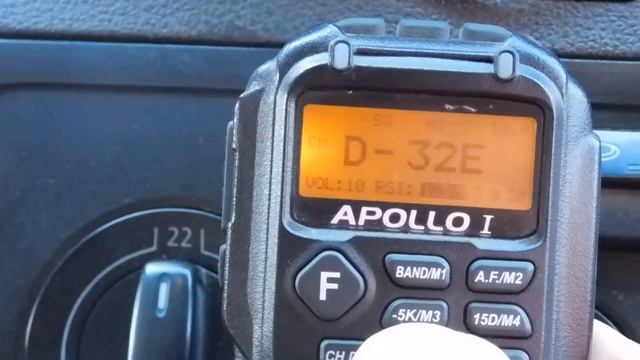 FM
D- 32E
VOL:10 RSI:
APOLLO I
F
BAND/M1
A.F./M2
-5K/M3
15D/M4
22